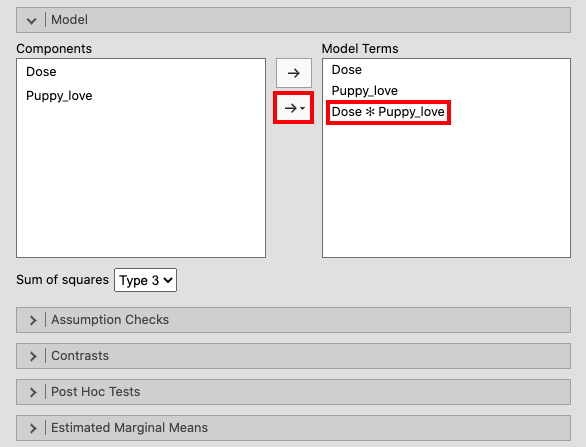 Model
Components
Model Terms
Dose
Puppy_love
Dose
Puppy_love
Dose ✻ Puppy_love
Sum of squares Type 3
Assumption Checks
Contrasts
Post Hoc Tests
Estimated Marginal Means